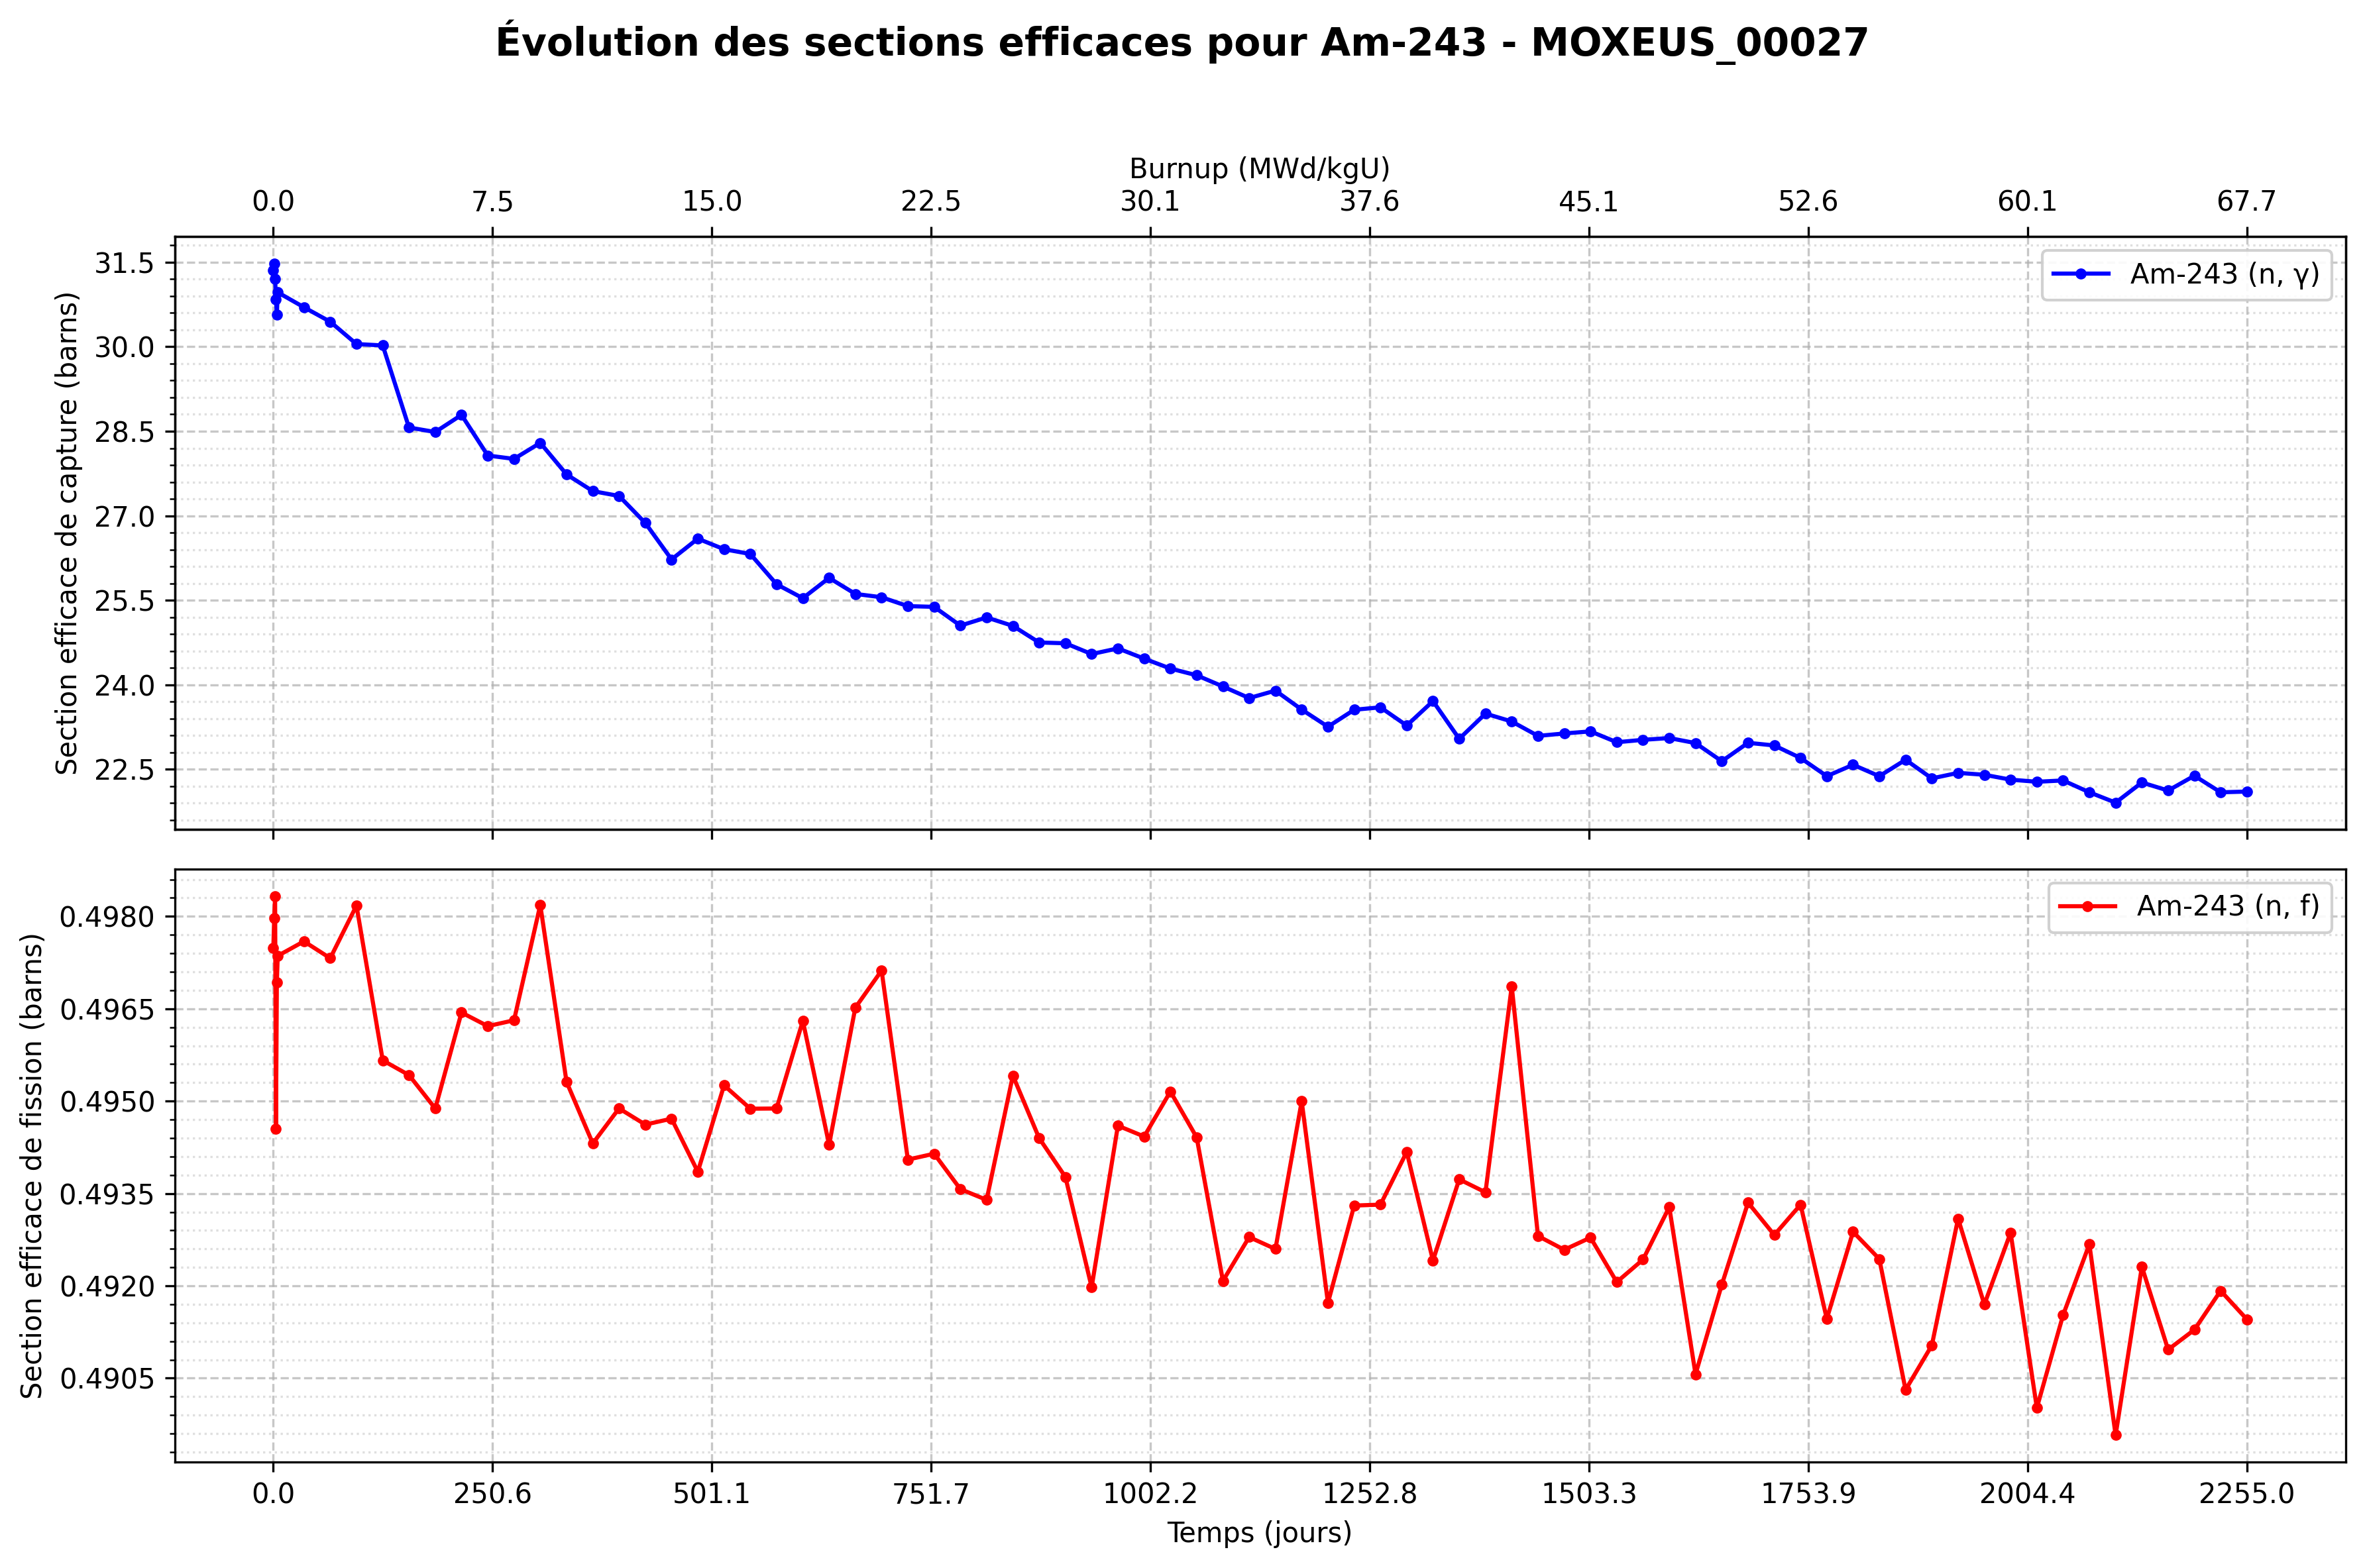 Évolution des sections efficaces pour Am-243 - MOXEUS_00027
Burnup (MWd/kgU)
0.0 7.5 15.0 22.5 30.1 37.6 45.1 52.6 60.1 67.7
Section efficace de capture (barns)
31.5
30.0
28.5
27.0
25.5
24.0
22.5
Am-243 (n, γ)
Section efficace de fission (barns)
0.4980
0.4965
0.4950
0.4935
0.4920
0.4905
Am-243 (n, f)
0.0 250.6 501.1 751.7 1002.2 1252.8 1503.3 1753.9 2004.4 2255.0
Temps (jours)